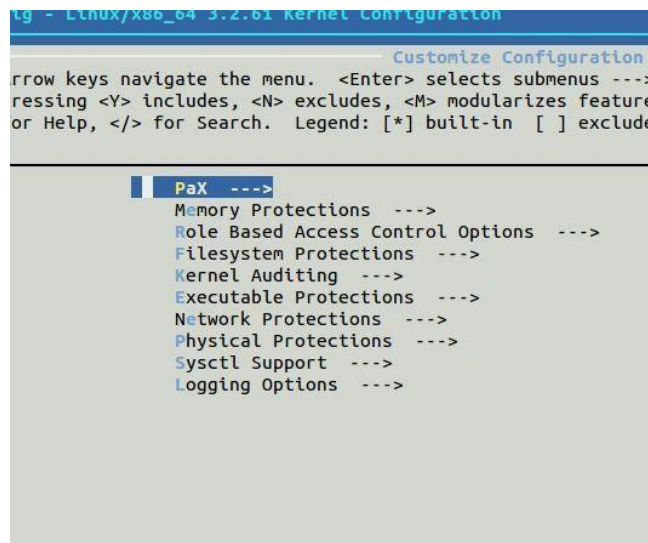 ig - Linux/x86_64 3.2.61 Kernel Configuration
Customize Configuration
rrow keys navigate the menu. <Enter> selects submenus --->
ressing <Y> includes, <N> excludes, <M> modularizes feature
or Help, </> for Search. Legend: [*] built-in [ ] exclude
PaX --->
Memory Protections --->
Role Based Access Control Options --->
Filesystem Protections --->
Kernel Auditing --->
Executable Protections --->
Network Protections --->
Physical Protections --->
Sysctl Support --->
Logging Options --->